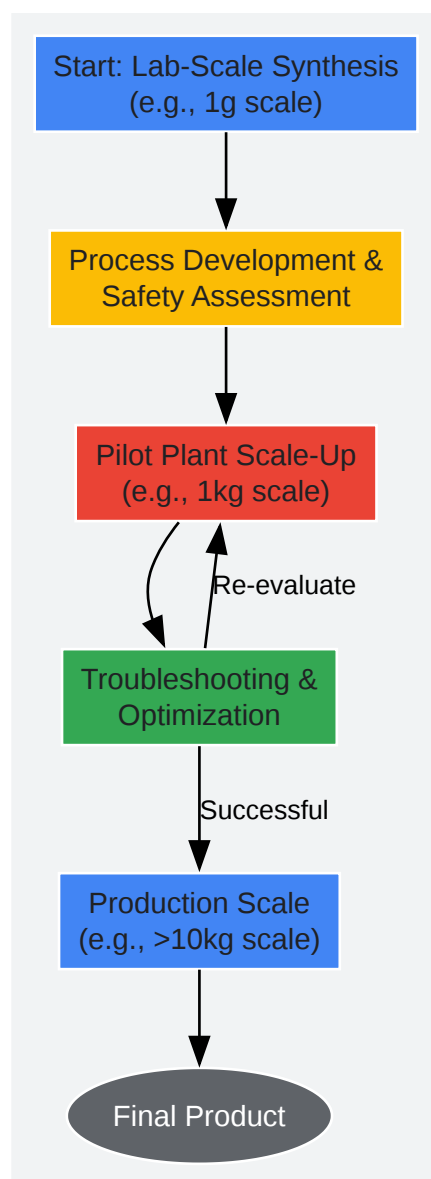 Start: Lab-Scale Synthesis
(e.g., 1g scale)
Process Development &
Safety Assessment
Pilot Plant Scale-Up
(e.g., 1kg scale)
Re-evaluate
Troubleshooting &
Optimization
Successful
Production Scale
(e.g., >10kg scale)
Final Product